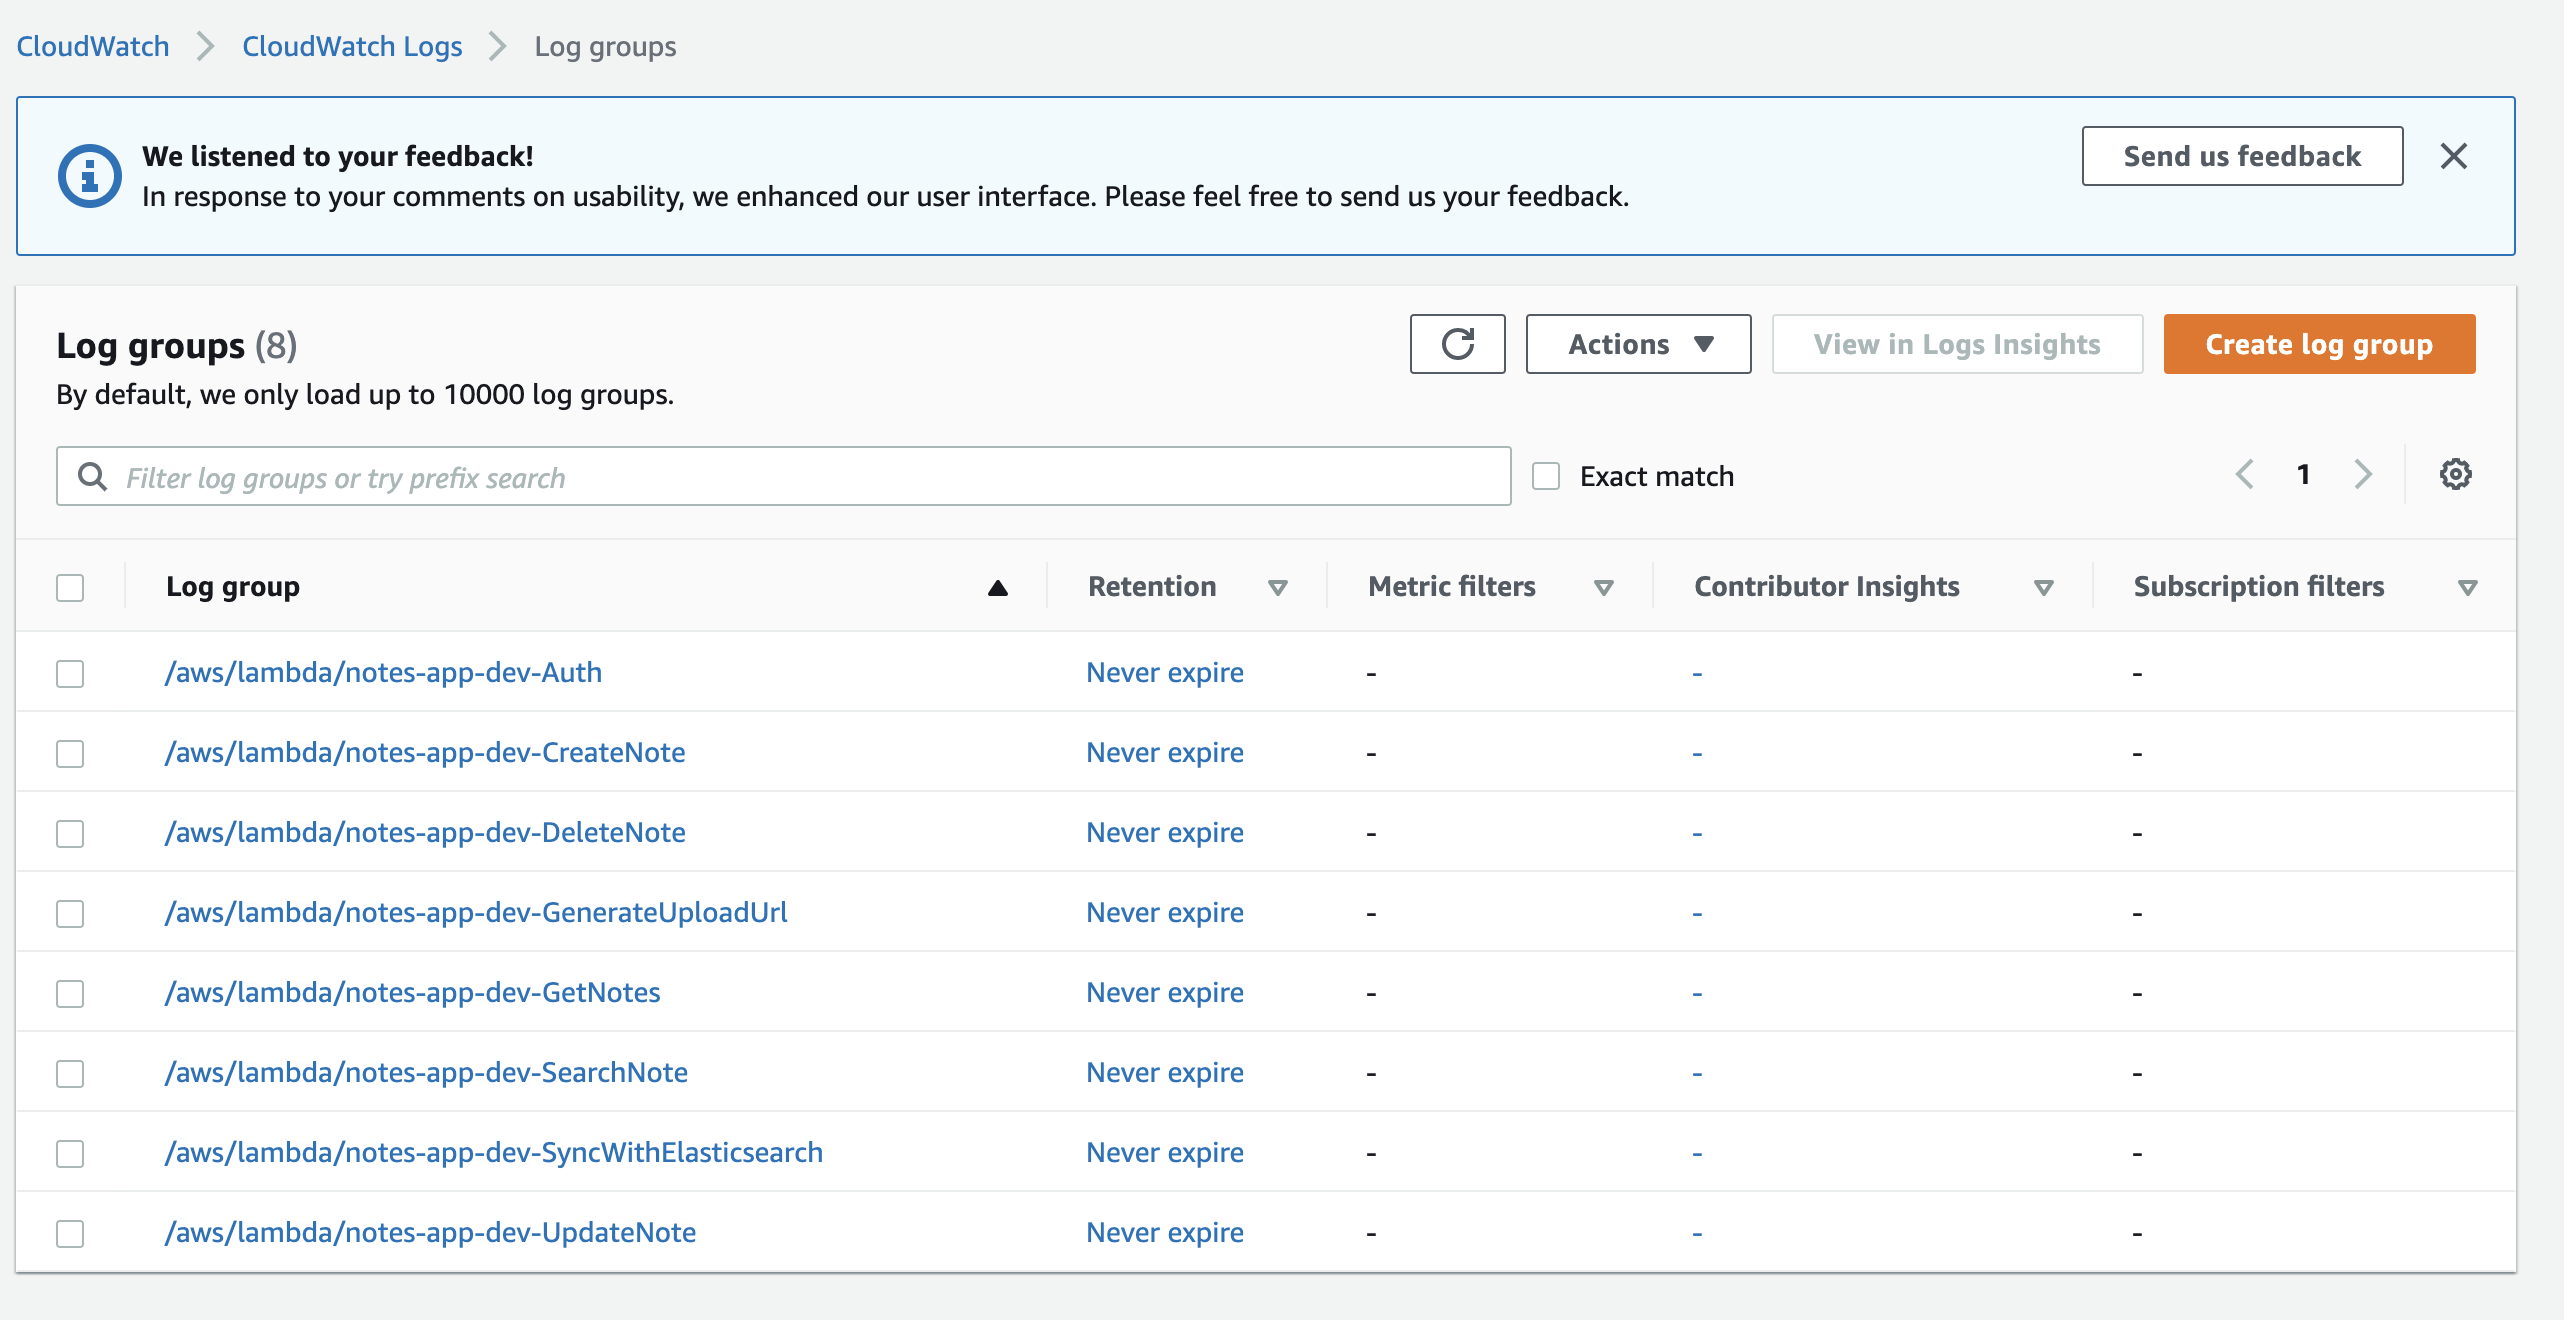 CloudWatch > CloudWatch Logs > Log groups
We listened to your feedback!
In response to your comments on usability, we enhanced our user interface. Please feel free to send us your feedback.
Send us feedback
Log groups (8)
By default, we only load up to 10000 log groups.
Actions
View in Logs Insights
Create log group
Filter log groups or try prefix search
Exact match
1
Log group Retention Metric filters Contributor Insights Subscription filters
/aws/lambda/notes-app-dev-Auth Never expire - - -
/aws/lambda/notes-app-dev-CreateNote Never expire - - -
/aws/lambda/notes-app-dev-DeleteNote Never expire - - -
/aws/lambda/notes-app-dev-GenerateUploadUrl Never expire - - -
/aws/lambda/notes-app-dev-GetNotes Never expire - - -
/aws/lambda/notes-app-dev-SearchNote Never expire - - -
/aws/lambda/notes-app-dev-SyncWithElasticsearch Never expire - - -
/aws/lambda/notes-app-dev-UpdateNote Never expire - - -